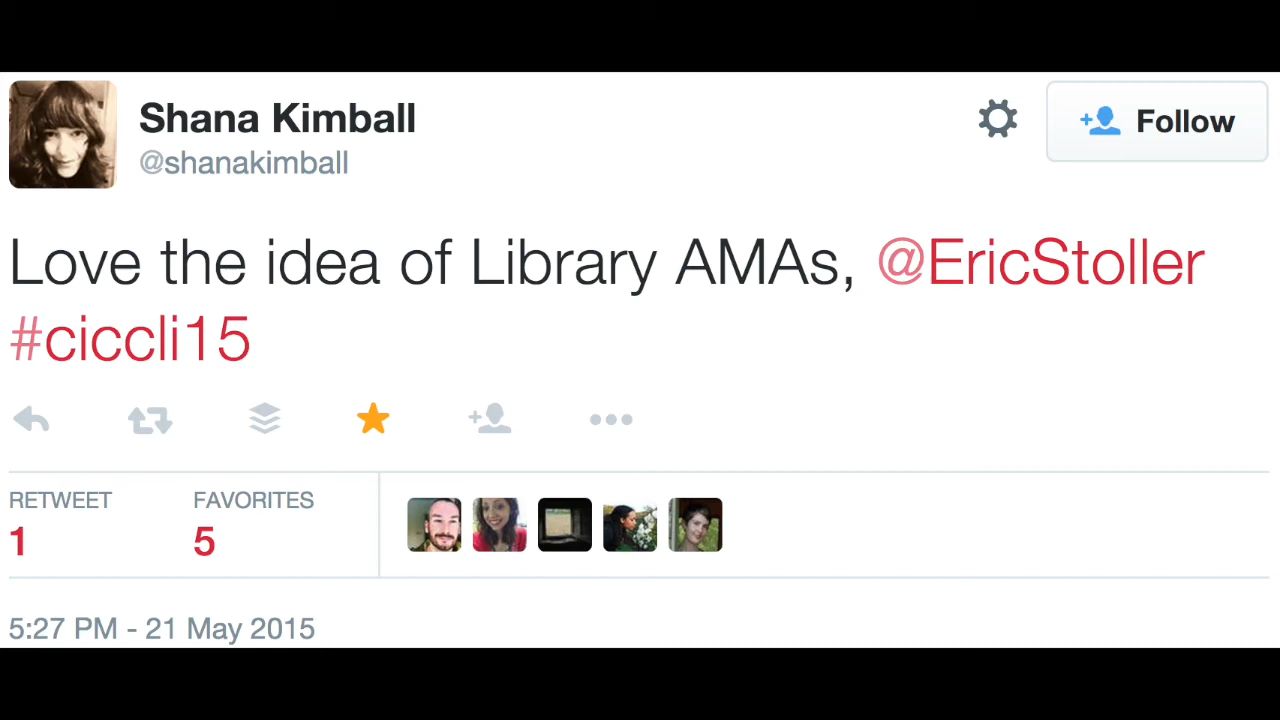 Shana Kimball
@shanakimball
Follow
Love the idea of Library AMAs, @EricStoller
#ciccli15
RETWEET
1
FAVORITES
5
5:27 PM - 21 May 2015